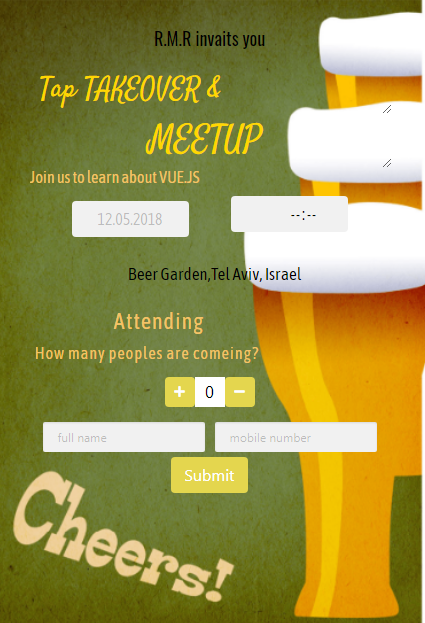 R.M.R invaits you
Tap TAKEOVER &
MEETUP
Join us to learn about VUE.JS
12.05.2018 --:--
Beer Garden,Tel Aviv, Israel
Attending
How many peoples are comeing?
+ 0 −
full name mobile number
Submit
Cheers!